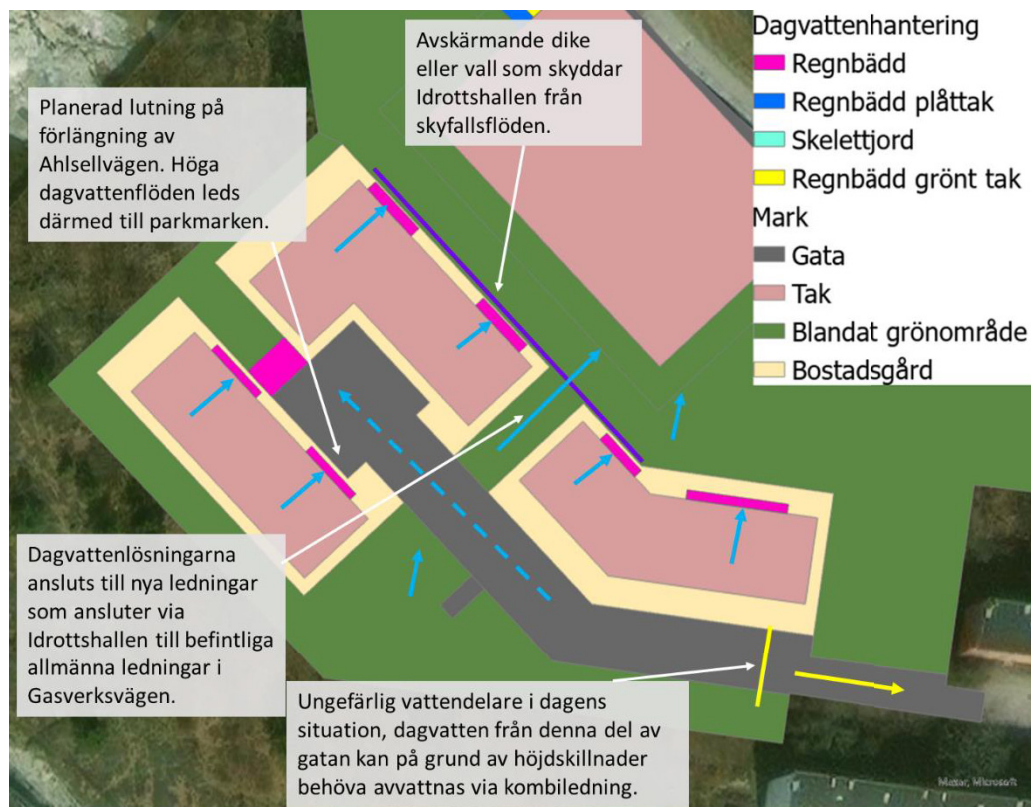 Avskärmande dike
eller vall som skyddar
Idrottshallen från
skyfallsflöden.
Planerad lutning på
förlängning av
Ahlsellvägen. Höga
dagvattenflöden leds
därmed till parkmarken.
Dagvattenhantering
Regnbädd
Regnbädd plåttak
Skelettjord
Regnbädd grönt tak
Mark
Gata
Tak
Blandat grönområde
Bostadsgård
Dagvattenlösningarna
ansluts till nya ledningar
som ansluter via
Idrottshallen till befintliga
allmänna ledningar i
Gasverksvägen.
Ungefärlig vattendelare i dagens
situation, dagvatten från denna del av
gatan kan på grund av höjdskillnader
behöva avvattnas via kombiledning.
Maxar, Microsoft